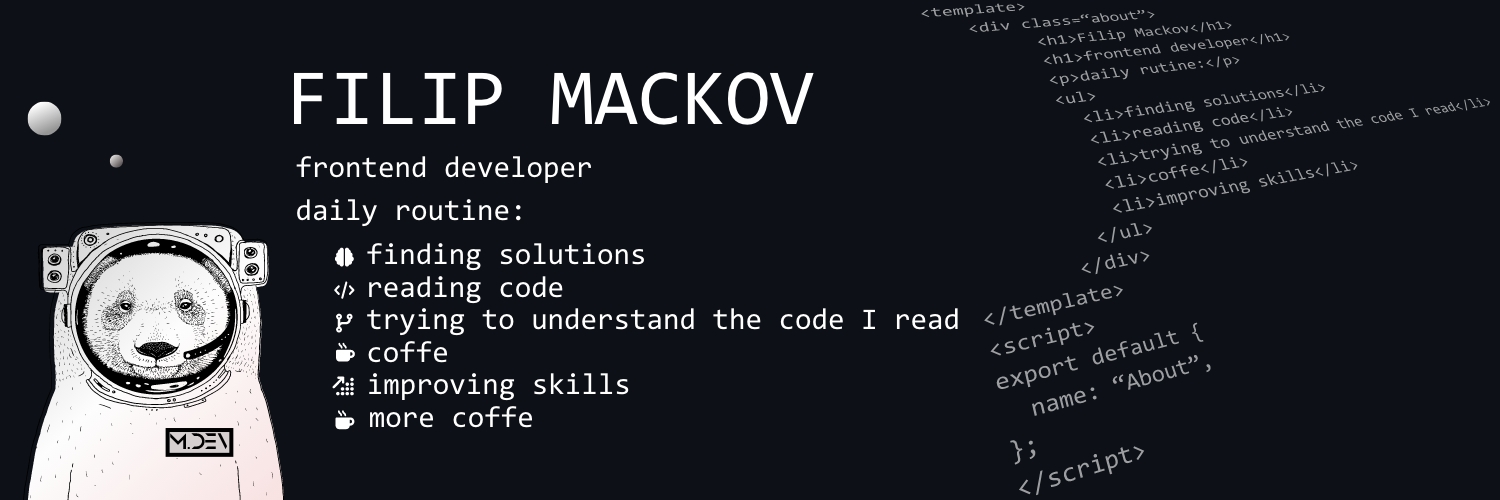 FILIP MACKOV
frontend developer
daily routine:
finding solutions
</> reading code
trying to understand the code I read
coffe
improving skills
more coffe
M.DEV
<template>
<div class=“about”>
<h1>Filip Mackov</h1>
<h1>frontend developer</h1>
<p>daily rutine:</p>
<ul>
<li>finding solutions</li>
<li>reading code</li>
<li>trying to understand the code I read</li>
<li>coffe</li>
<li>improving skills</li>
</ul>
</div>
</template>
<script>
export default {
name: “About”,
};
</script>